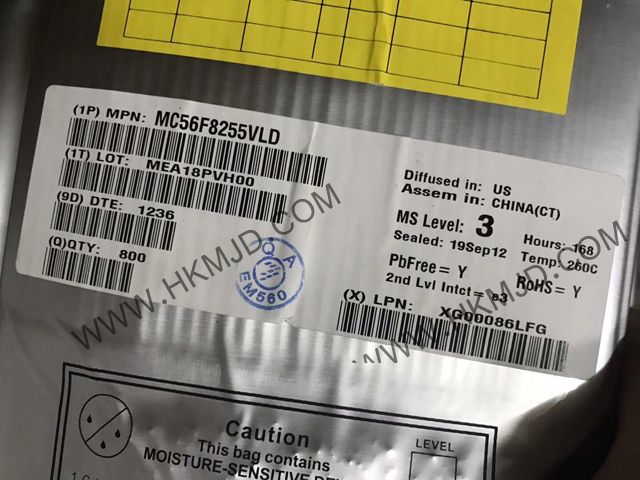 (1P) MPN: MC56F8255VLD
(1T) LOT: MEA18PVH00
(9D) DTE: 1236
(Q)QTY: 800
Q A
EM560
Diffused in: US
Assem in: CHINA(CT)
MS Level: 3 Hours: 168
Sealed: 19Sep12 Temp: 260C
PbFree= Y RoHS= Y
2nd Lvl Intct= e3
(X) LPN: XG00086LFG
WWW.HKMJD.COM
WWW.HKMJD.COM
Caution
This bag contains
MOISTURE-SENSITIVE
LEVEL